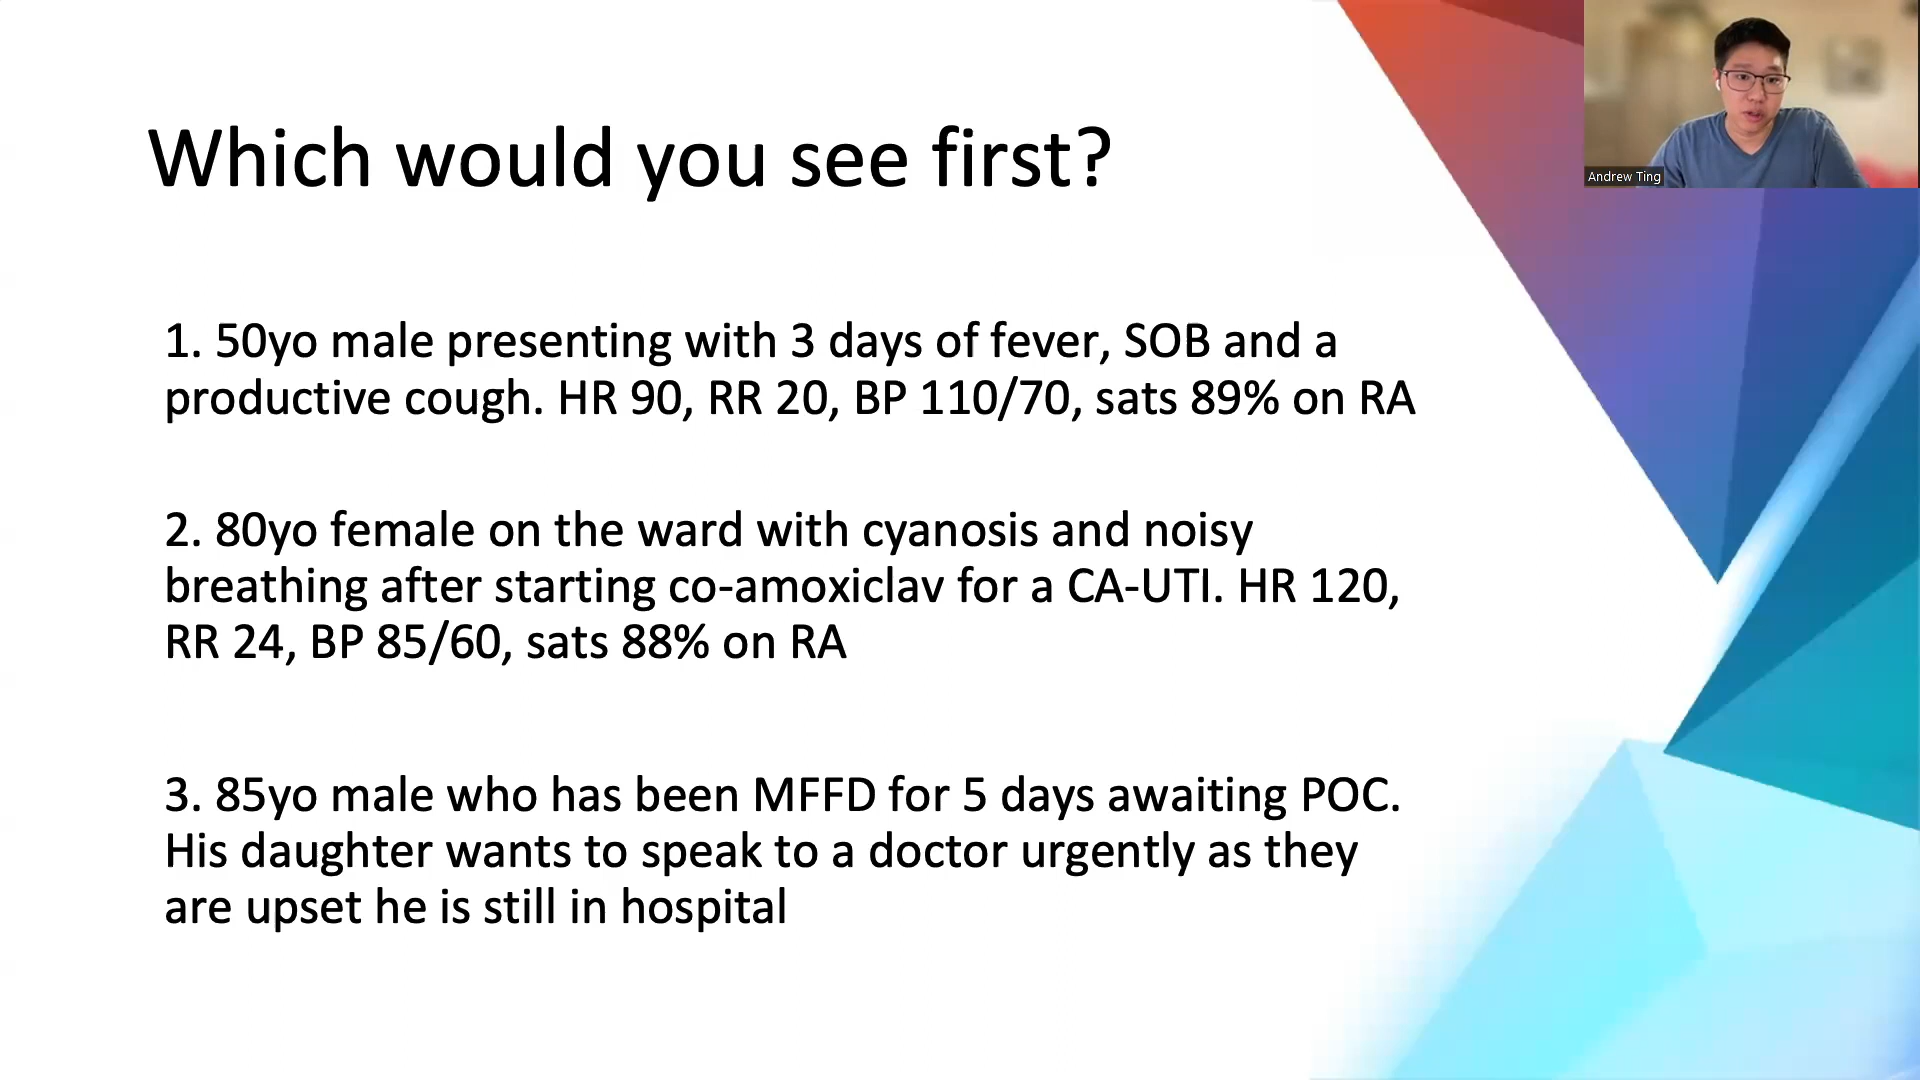 Which would you see first?
1. 50yo male presenting with 3 days of fever, SOB and a
productive cough. HR 90, RR 20, BP 110/70, sats 89% on RA
2. 80yo female on the ward with cyanosis and noisy
breathing after starting co-amoxiclav for a CA-UTI. HR 120,
RR 24, BP 85/60, sats 88% on RA
3. 85yo male who has been MFFD for 5 days awaiting POC.
His daughter wants to speak to a doctor urgently as they
are upset he is still in hospital
Andrew Ting